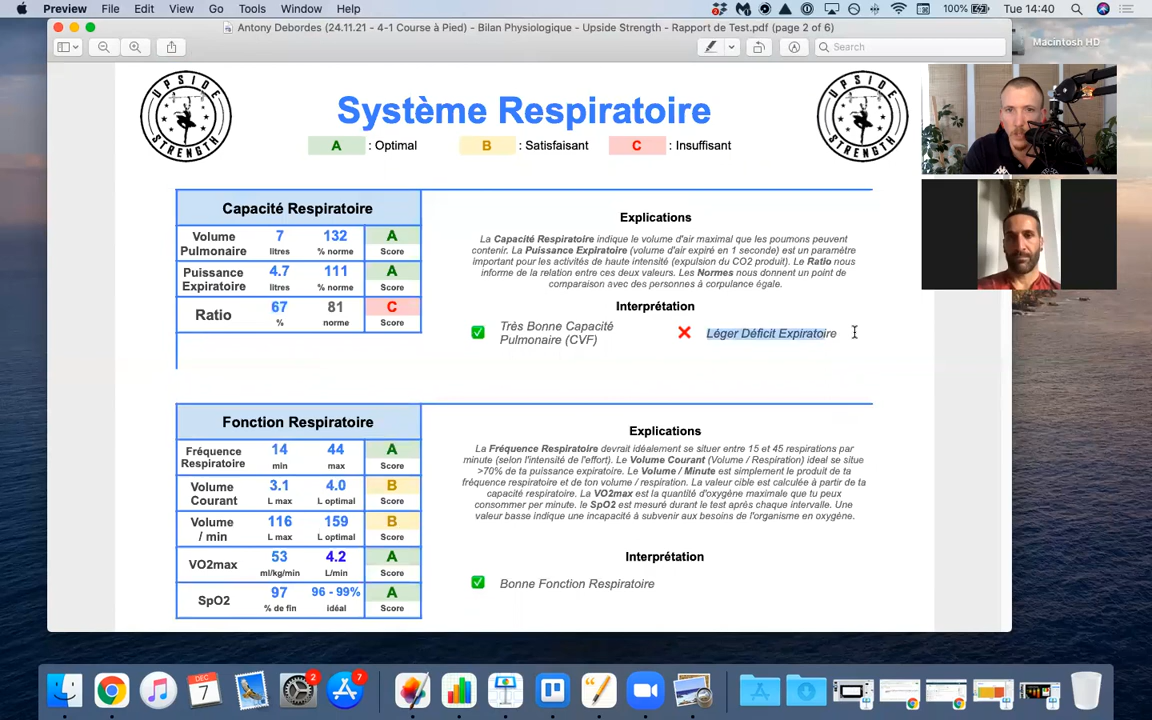 Preview File Edit View Go Tools Window Help
100% Tue 14:40
Antony Debordes (24.11.21 - 4-1 Course à Pied) - Bilan Physiologique - Upside Strength - Rapport de Test.pdf (page 2 of 6)
Search
Macintosh HD
UPSIDE STRENGTH
Système Respiratoire
UPSIDE STRENGTH
A : Optimal B : Satisfaisant C : Insuffisant
Capacité Respiratoire
Volume Pulmonaire 7 litres 132 % norme A Score
Puissance Expiratoire 4.7 litres 111 % norme A Score
Ratio 67 % 81 norme C Score
Explications
La Capacité Respiratoire indique le volume d'air maximal que les poumons peuvent
contenir. La Puissance Expiratoire (volume d'air expiré en 1 seconde) est un paramètre
important pour les activités de haute intensité (expulsion du CO2 produit). Le Ratio nous
informe de la relation entre ces deux valeurs. Les Normes nous donnent un point de
comparaison avec des personnes à corpulance égale.
Interprétation
Très Bonne Capacité
Pulmonaire (CVF)
Léger Déficit Expiratoire
Fonction Respiratoire
Fréquence Respiratoire 14 min 44 max A Score
Volume Courant 3.1 L max 4.0 L optimal B Score
Volume / min 116 L max 159 L optimal B Score
VO2max 53 ml/kg/min 4.2 L/min A Score
SpO2 97 % de fin 96 - 99% idéal A Score
Explications
La Fréquence Respiratoire devrait idéalement se situer entre 15 et 45 respirations par
minute (selon l'intensité de l'effort). Le Volume Courant (Volume / Respiration) ideal se situe
>70% de ta puissance expiratoire. Le Volume / Minute est simplement le produit de ta
fréquence respiratoire et de ton volume / respiration. La valeur cible est calculée à partir de ta
capacité respiratoire. La VO2max est la quantité d'oxygène maximale que tu peux
consommer par minute. le SpO2 est mesuré durant le test après chaque intervalle. Une
valeur basse indique une incapacité à subvenir aux besoins de l'organisme en oxygène.
Interprétation
Bonne Fonction Respiratoire
DEC
7
2
7